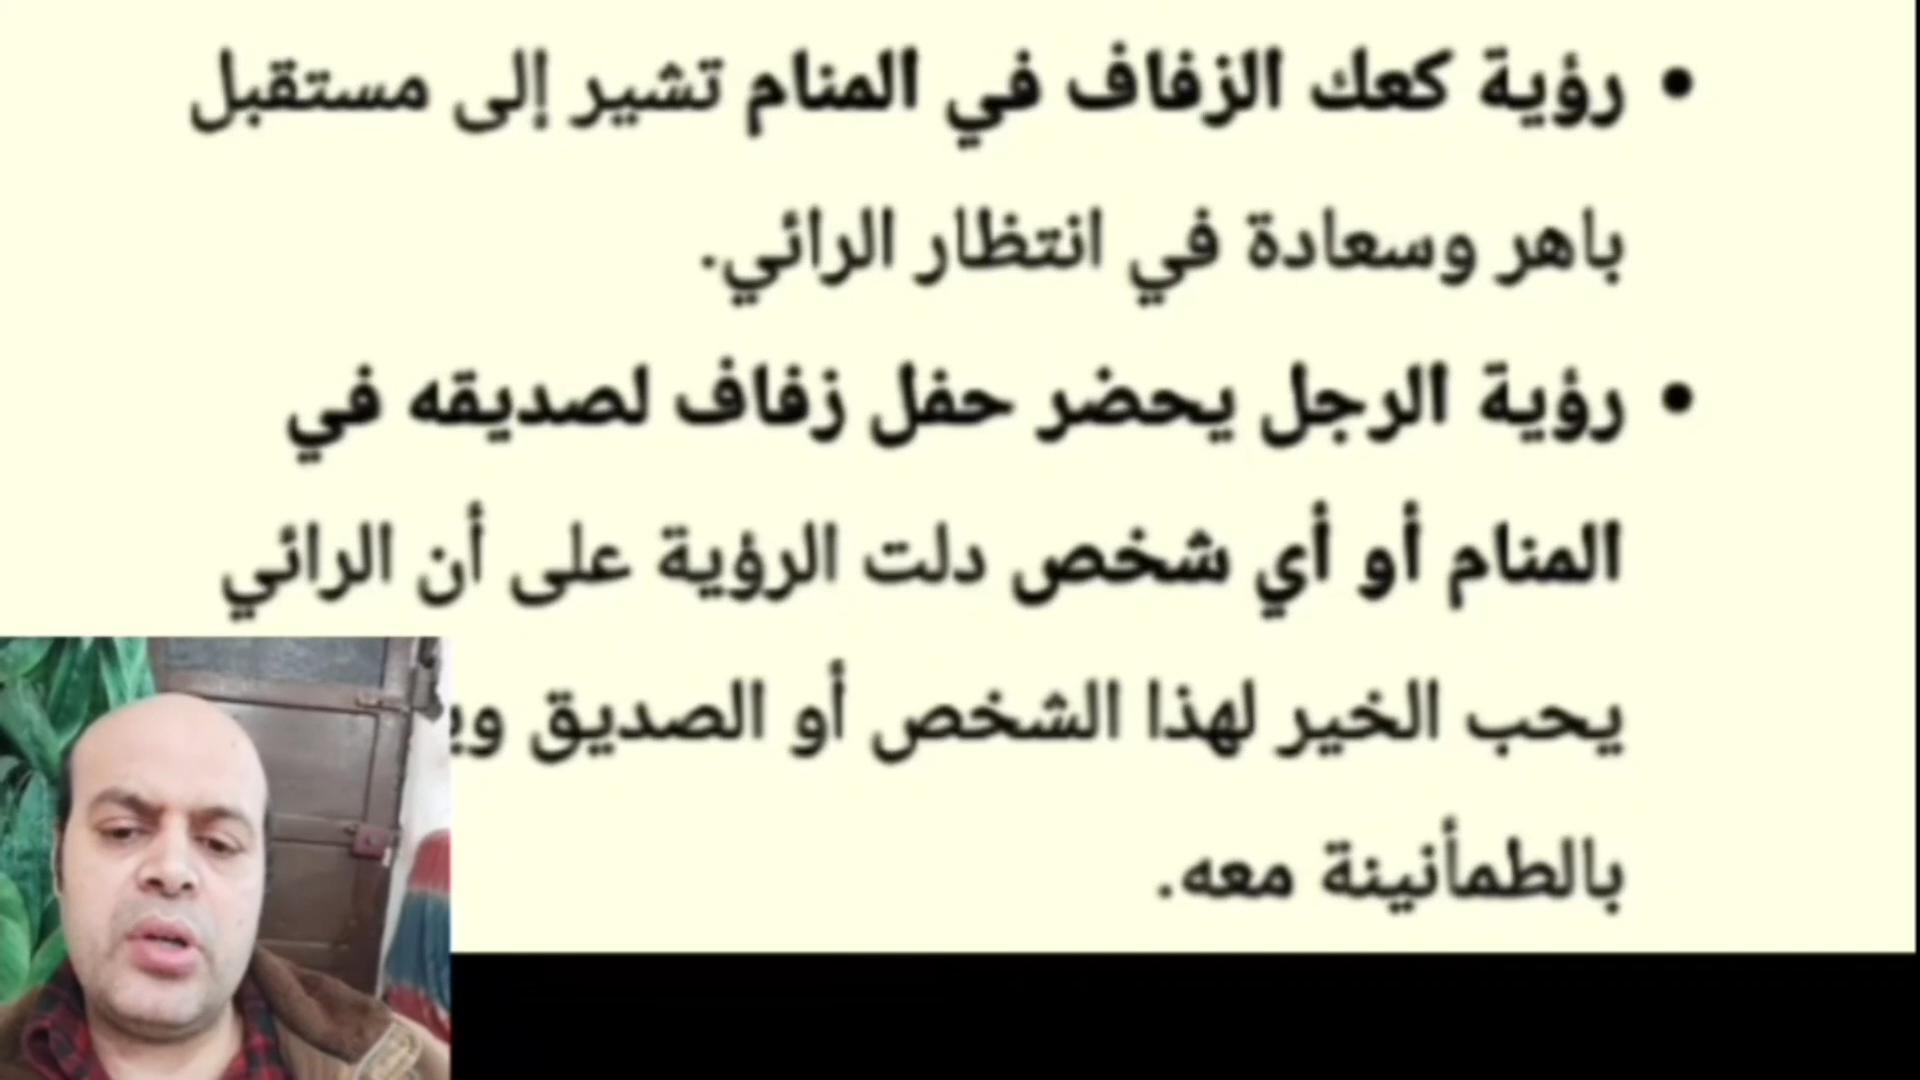 • رؤية كعك الزفاف في المنام تشير إلى مستقبل
باهر وسعادة في انتظار الرائي.
• رؤية الرجل يحضر حفل زفاف لصديقه في
المنام أو أي شخص دلت الرؤية على أن الرائي
يحب الخير لهذا الشخص أو الصديق
بالطمأنينة معه.